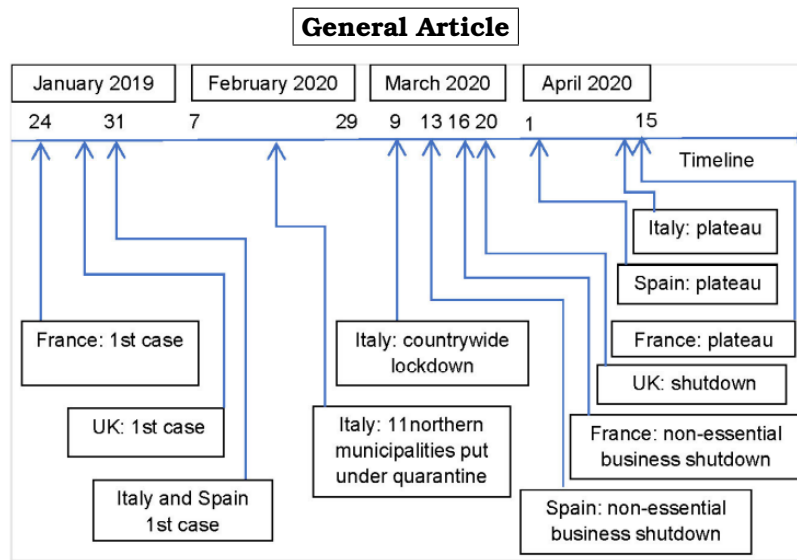 General Article
January 2019
February 2020
March 2020
April 2020
24
31
7
29
9
13
16
20
1
15
Timeline
Italy: plateau
Spain: plateau
France: 1st case
Italy: countrywide
lockdown
France: plateau
UK: shutdown
UK: 1st case
Italy: 11northern
municipalities put
under quarantine
France: non-essential
business shutdown
Italy and Spain
1st case
Spain: non-essential
business shutdown